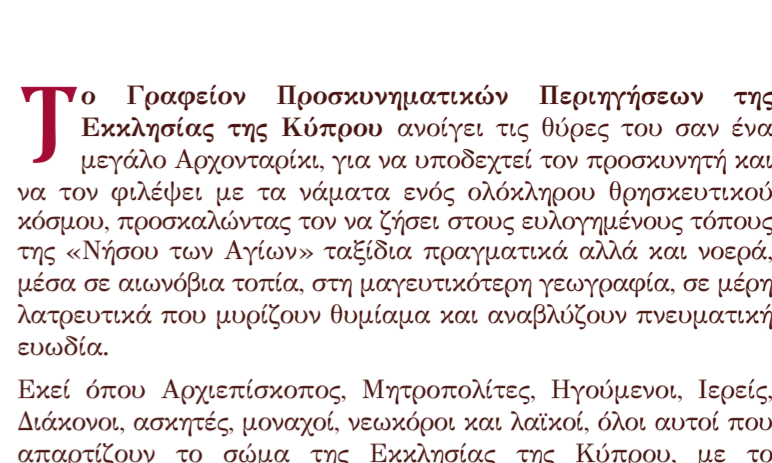 Το Γραφείον Προσκυνηματικών Περιηγήσεων της
Εκκλησίας της Κύπρου ανοίγει τις θύρες του σαν ένα
μεγάλο Αρχονταρίκι, για να υποδεχτεί τον προσκυνητή και
να τον φιλέψει με τα νάματα ενός ολόκληρου θρησκευτικού
κόσμου, προσκαλώντας τον να ζήσει στους ευλογημένους τόπους
της «Νήσου των Αγίων» ταξίδια πραγματικά αλλά και νοερά,
μέσα σε αιωνόβια τοπία, στη μαγευτικότερη γεωγραφία, σε μέρη
λατρευτικά που μυρίζουν θυμίαμα και αναβλύζουν πνευματική
ευωδία.
Εκεί όπου Αρχιεπίσκοπος, Μητροπολίτες, Ηγούμενοι, Ιερείς,
Διάκονοι, ασκητές, μοναχοί, νεωκόροι και λαϊκοί, όλοι αυτοί που
απαρτίζουν το σώμα της Εκκλησίας της Κύπρου, με το